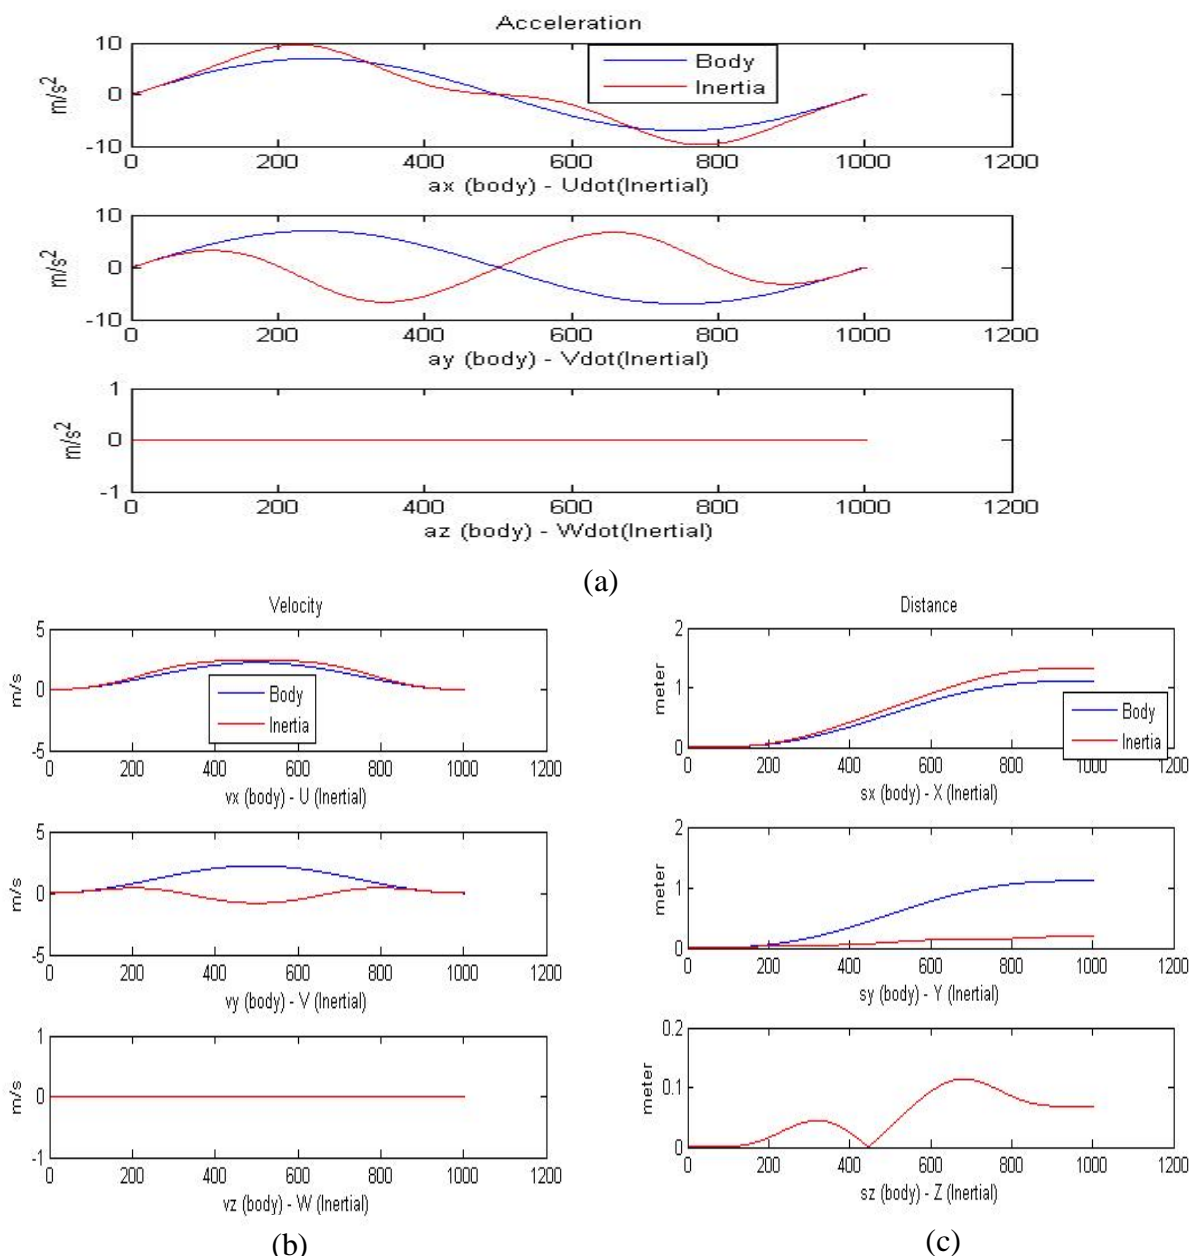 Acceleration
10
0
-10
m/s2
Body
Inertia
0 200 400 600 800 1000 1200
ax (body) - Udot(Inertial)
10
0
-10
m/s2
0 200 400 600 800 1000 1200
ay (body) - Vdot(Inertial)
1
0
-1
m/s2
0 200 400 600 800 1000 1200
az (body) - Wdot(Inertial)
(a)
Velocity
5
0
-5
m/s
Body
Inertia
0 200 400 600 800 1000 1200
vx (body) - U (Inertial)
5
0
-5
m/s
0 200 400 600 800 1000 1200
vy (body) - V (Inertial)
1
0
-1
m/s
0 200 400 600 800 1000 1200
vz (body) - W (Inertial)
(b)
Distance
2
1
0
meter
Body
Inertia
0 200 400 600 800 1000 1200
sx (body) - X (Inertial)
2
1
0
meter
0 200 400 600 800 1000 1200
sy (body) - Y (Inertial)
0.2
0.1
0
meter
0 200 400 600 800 1000 1200
sz (body) - Z (Inertial)
(c)